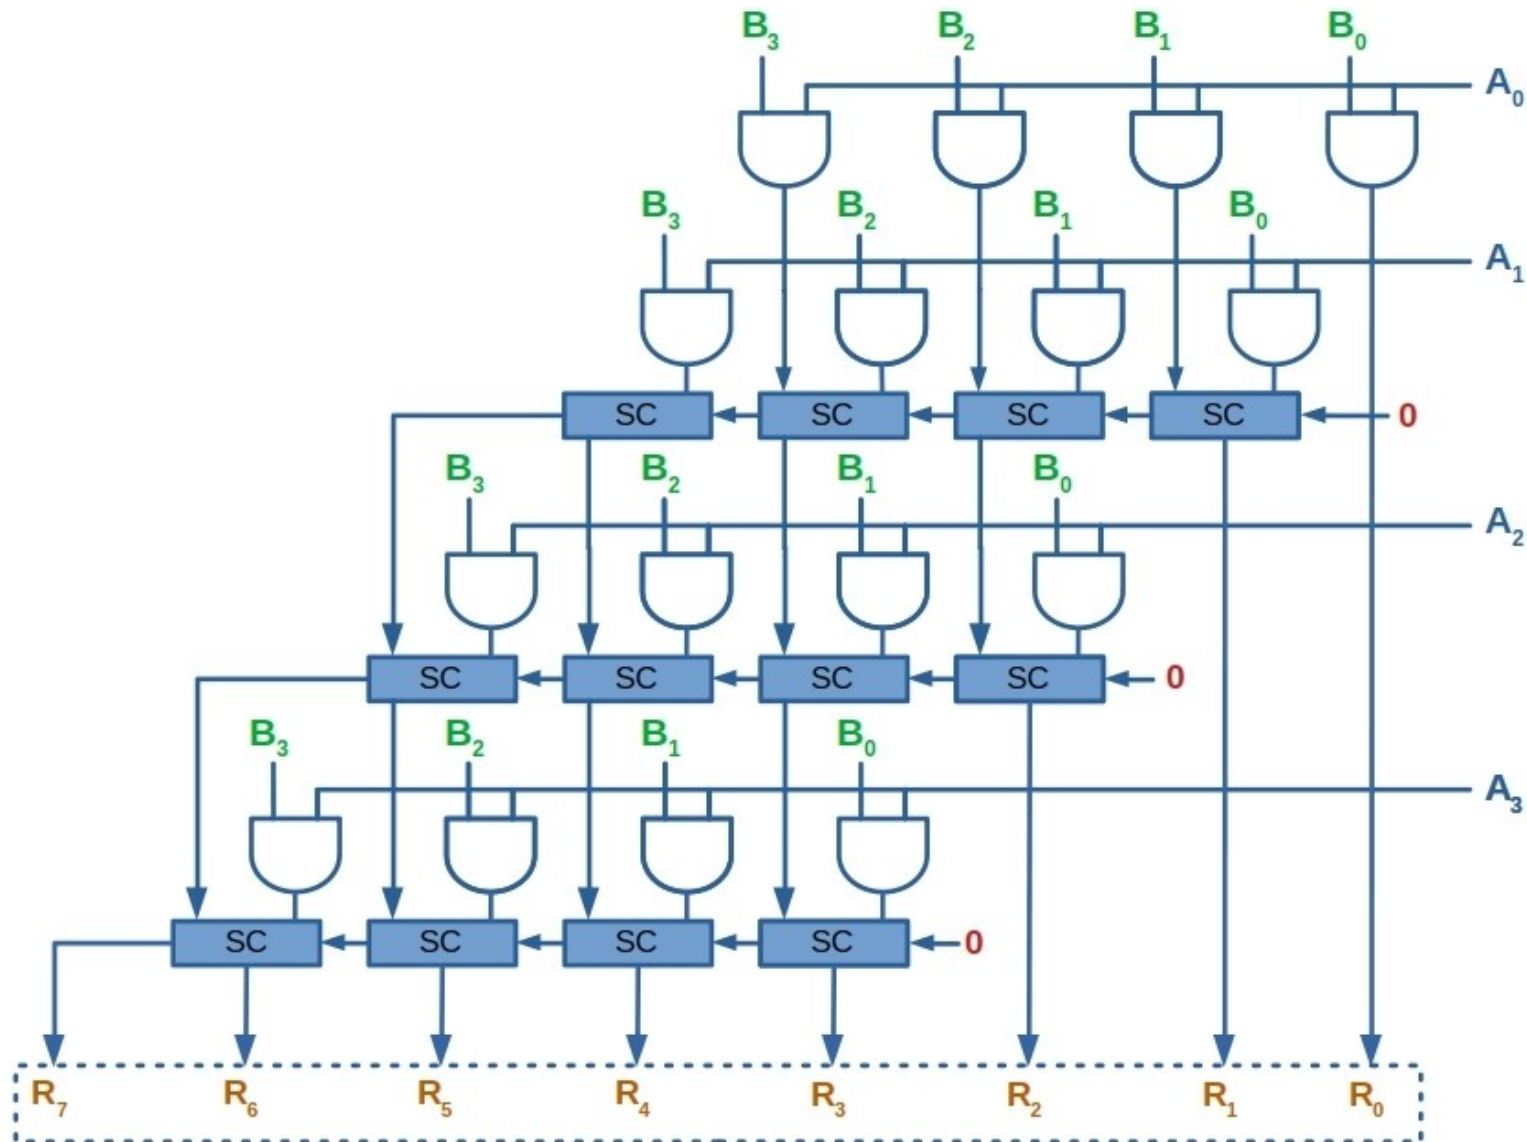 B3 B2 B1 B0
A0
B3 B2 B1 B0
A1
SC SC SC SC 0
B3 B2 B1 B0
A2
SC SC SC SC 0
B3 B2 B1 B0
A3
SC SC SC SC 0
R7 R6 R5 R4 R3 R2 R1 R0